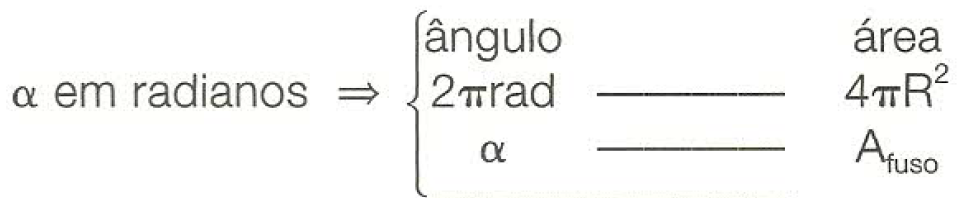 ângulo área
α em radianos ⇒ 2πrad ——— 4πR²
α ——— A_fuso